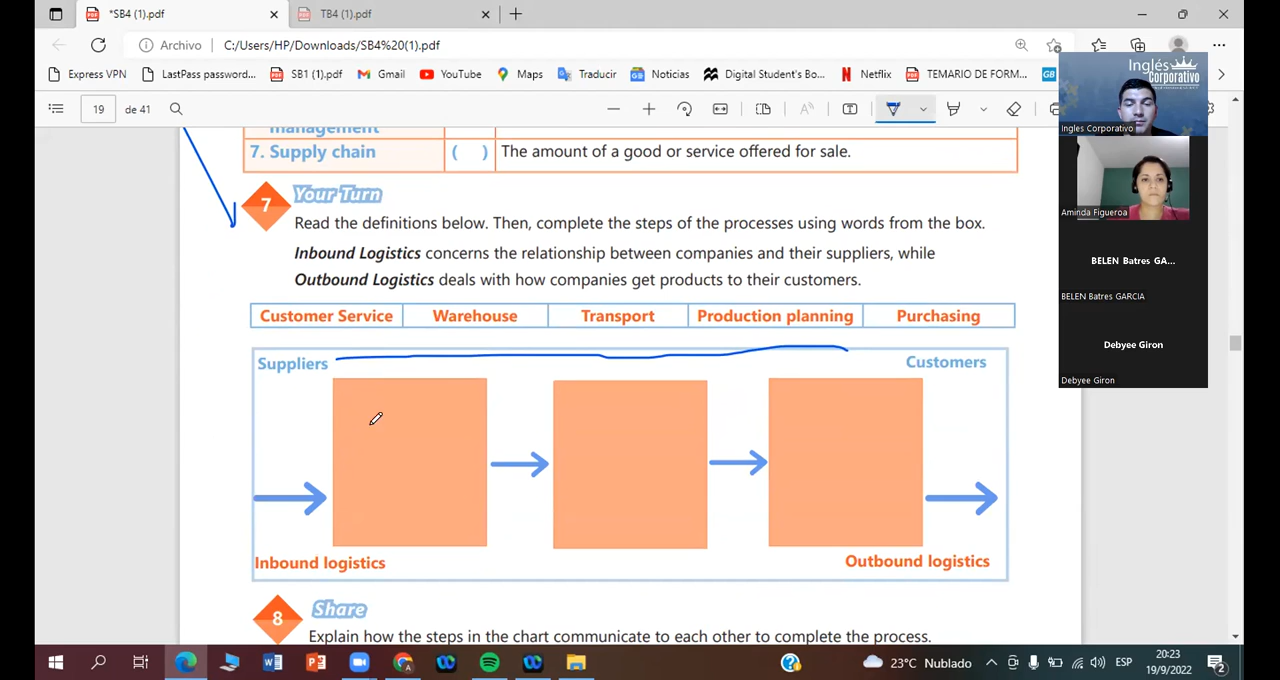 *SB4 (1).pdf
TB4 (1).pdf
Archivo
C:/Users/HP/Downloads/SB4%20(1).pdf
Express VPN
LastPass password...
SB1 (1).pdf
Gmail
YouTube
Maps
Traducir
Noticias
Digital Student's Bo...
Netflix
TEMARIO DE FORM...
GB
19
de 41
Inglés
Corporativo
Ingles Corporativo
Aminda Figueroa
BELEN Batres GA...
BELEN Batres GARCIA
Debyee Giron
Debyee Giron
management
7. Supply chain
( )
The amount of a good or service offered for sale.
7
Your Turn
Read the definitions below. Then, complete the steps of the processes using words from the box.
Inbound Logistics concerns the relationship between companies and their suppliers, while
Outbound Logistics deals with how companies get products to their customers.
Customer Service
Warehouse
Transport
Production planning
Purchasing
Suppliers
Customers
Inbound logistics
Outbound logistics
8
Share
Explain how the steps in the chart communicate to each other to complete the process.
23°C Nublado
ESP
20:23
19/9/2022
2